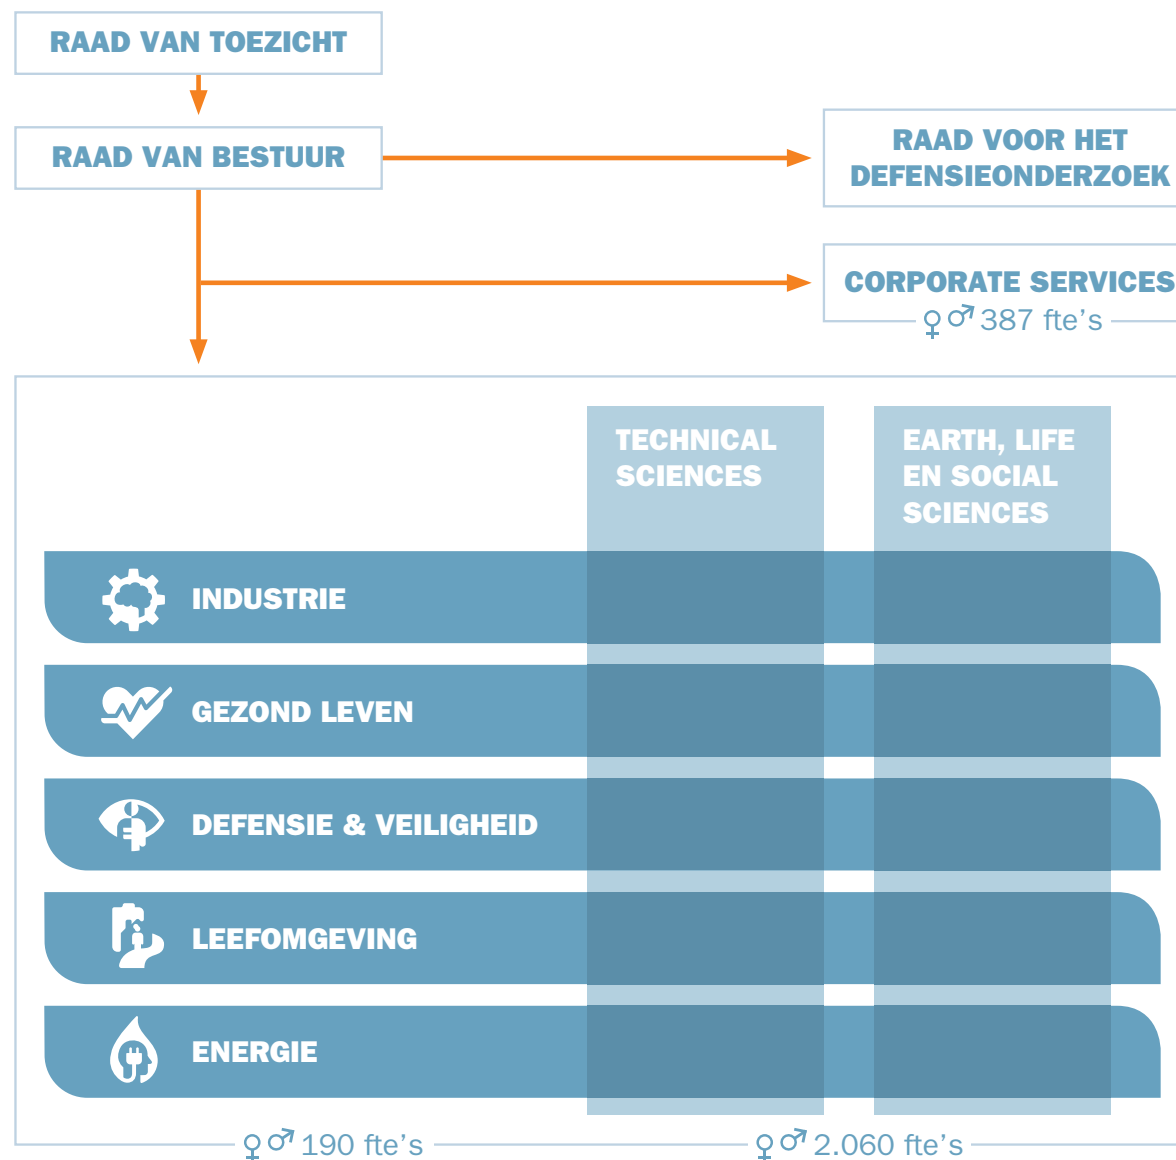 RAAD VAN TOEZICHT
RAAD VAN BESTUUR
RAAD VOOR HET
DEFENSIEONDERZOEK
CORPORATE SERVICES
♀♂ 387 fte’s
TECHNICAL
SCIENCES
EARTH, LIFE
EN SOCIAL
SCIENCES
INDUSTRIE
GEZOND LEVEN
DEFENSIE & VEILIGHEID
LEEFOMGEVING
ENERGIE
♀♂ 190 fte’s
♀♂ 2.060 fte’s